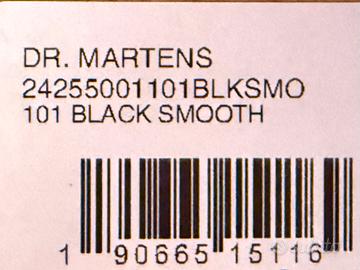 DR. MARTENS
24255001101BLKSMO
101 BLACK SMOOTH
1 90665 15116